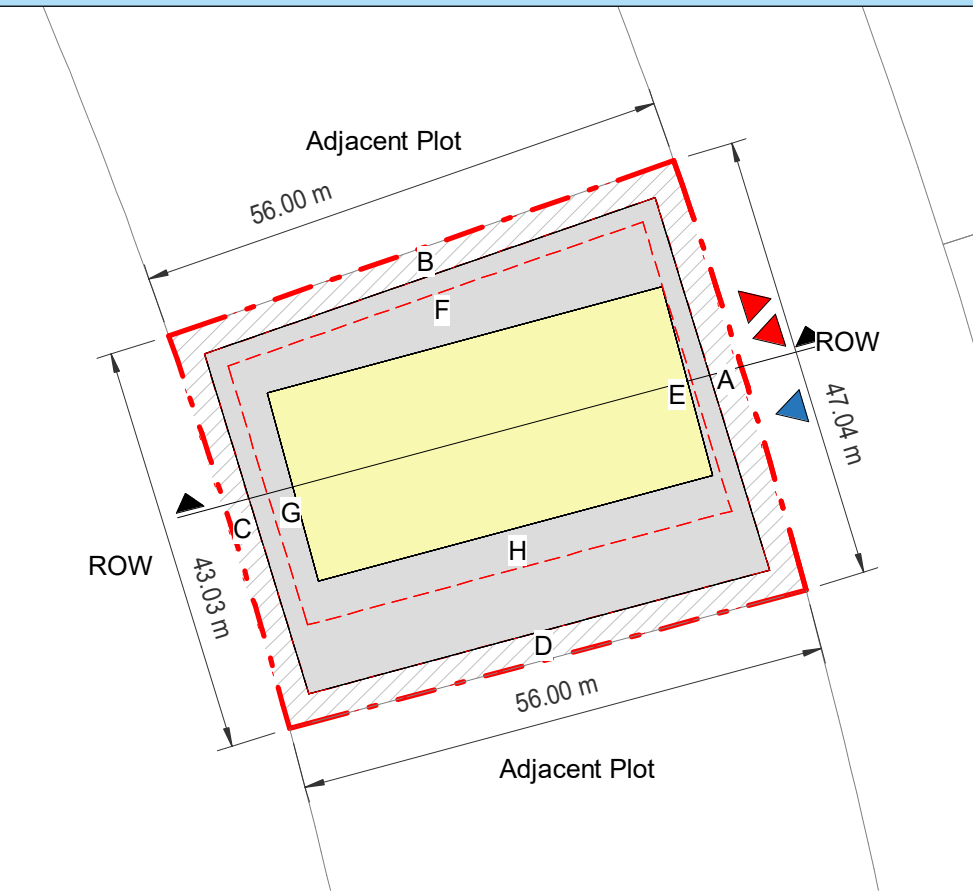 Adjacent Plot
56.00 m
B
F
ROW
A
E
47.04 m
G
C
H
ROW
43.03 m
D
56.00 m
Adjacent Plot